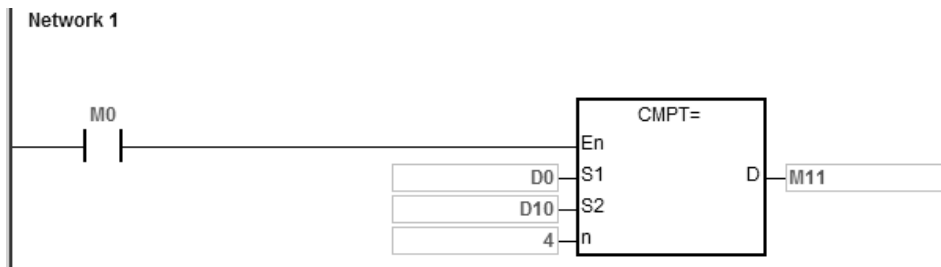 Network 1
M0
CMPT=
En
D0 S1 D M11
D10 S2
4 n